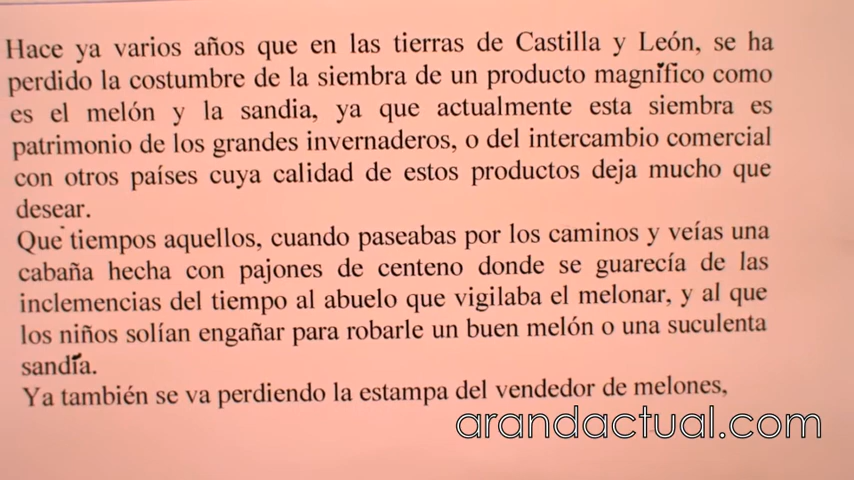 Hace ya varios años que en las tierras de Castilla y León, se ha
perdido la costumbre de la siembra de un producto magnífico como
es el melón y la sandia, ya que actualmente esta siembra es
patrimonio de los grandes invernaderos, o del intercambio comercial
con otros países cuya calidad de estos productos deja mucho que
desear.
Que tiempos aquellos, cuando paseabas por los caminos y veías una
cabaña hecha con pajones de centeno donde se guarecía de las
inclemencias del tiempo al abuelo que vigilaba el melonar, y al que
los niños solían engañar para robarle un buen melón o una suculenta
sandía.
Ya también se va perdiendo la estampa del vendedor de melones,
arandactual.com